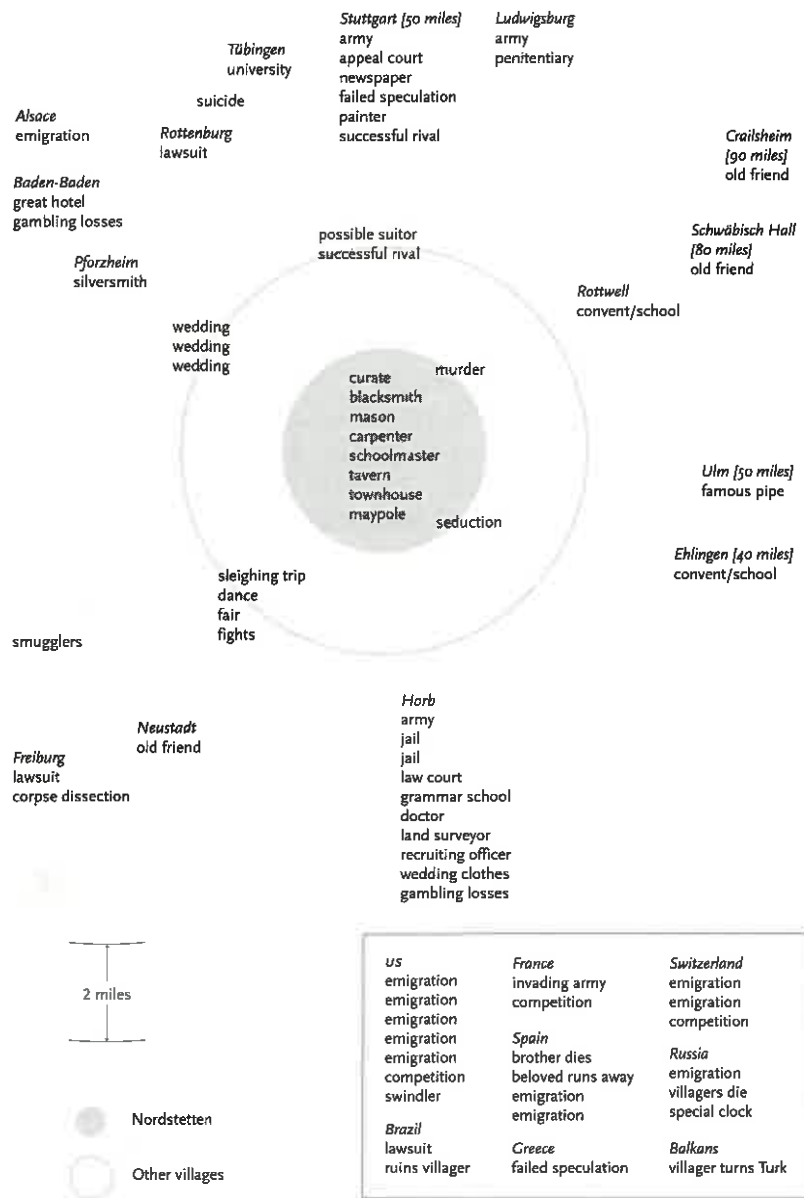 Stuttgart [50 miles]
army
appeal court
newspaper
failed speculation
painter
successful rival
Ludwigsburg
army
penitentiary
Tübingen
university
suicide
Alsace
emigration
Rottenburg
lawsuit
Crailsheim
[90 miles]
old friend
Baden-Baden
great hotel
gambling losses
Schwäbisch Hall
[80 miles]
old friend
possible suitor
successful rival
Pforzheim
silversmith
Rottwell
convent/school
wedding
wedding
wedding
murder
curate
blacksmith
mason
carpenter
schoolmaster
tavern
townhouse
maypole
seduction
Ulm [50 miles]
famous pipe
Ehlingen [40 miles]
convent/school
sleighing trip
dance
fair
fights
smugglers
Horb
army
jail
jail
law court
grammar school
doctor
land surveyor
recruiting officer
wedding clothes
gambling losses
Neustadt
old friend
Freiburg
lawsuit
corpse dissection
2 miles
Nordstetten
Other villages
US
emigration
emigration
emigration
emigration
emigration
competition
swindler
Brazil
lawsuit
ruins villager
France
invading army
competition
Spain
brother dies
beloved runs away
emigration
emigration
Greece
failed speculation
Switzerland
emigration
emigration
competition
Russia
emigration
villagers die
special clock
Balkans
villager turns Turk